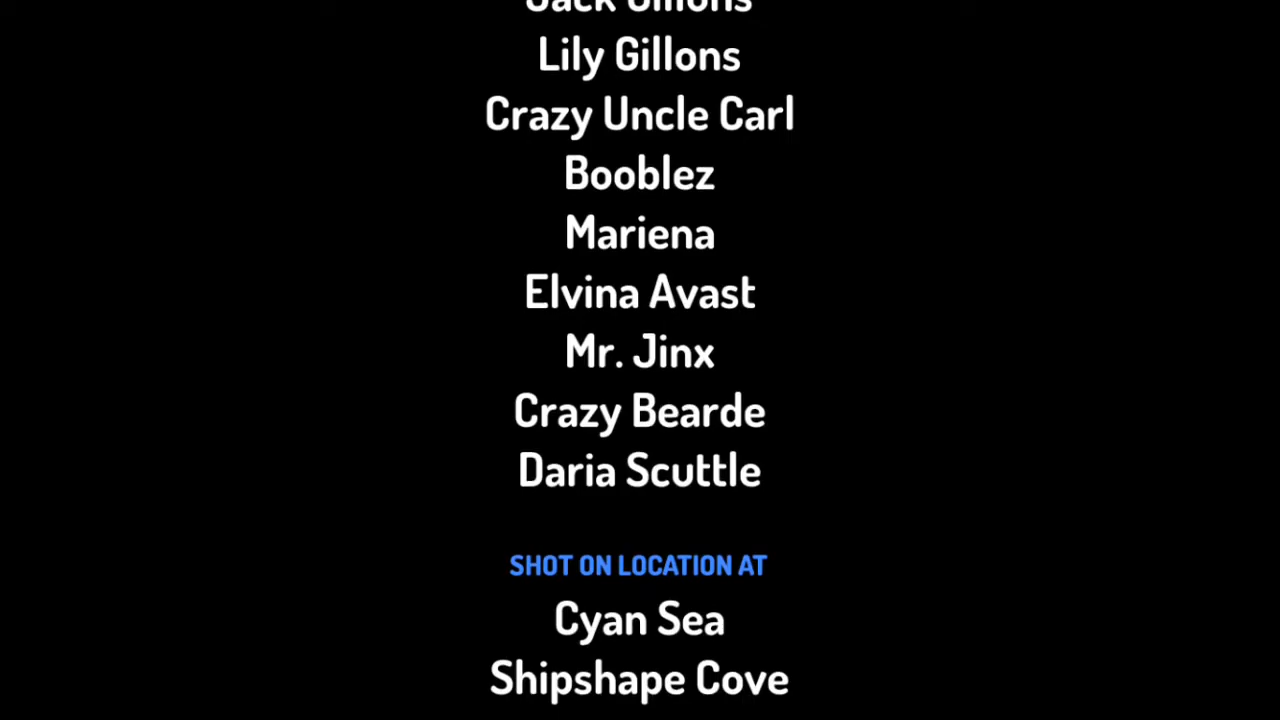 Lily Gillons
Crazy Uncle Carl
Booblez
Mariena
Elvina Avast
Mr. Jinx
Crazy Bearde
Daria Scuttle
SHOT ON LOCATION AT
Cyan Sea
Shipshape Cove